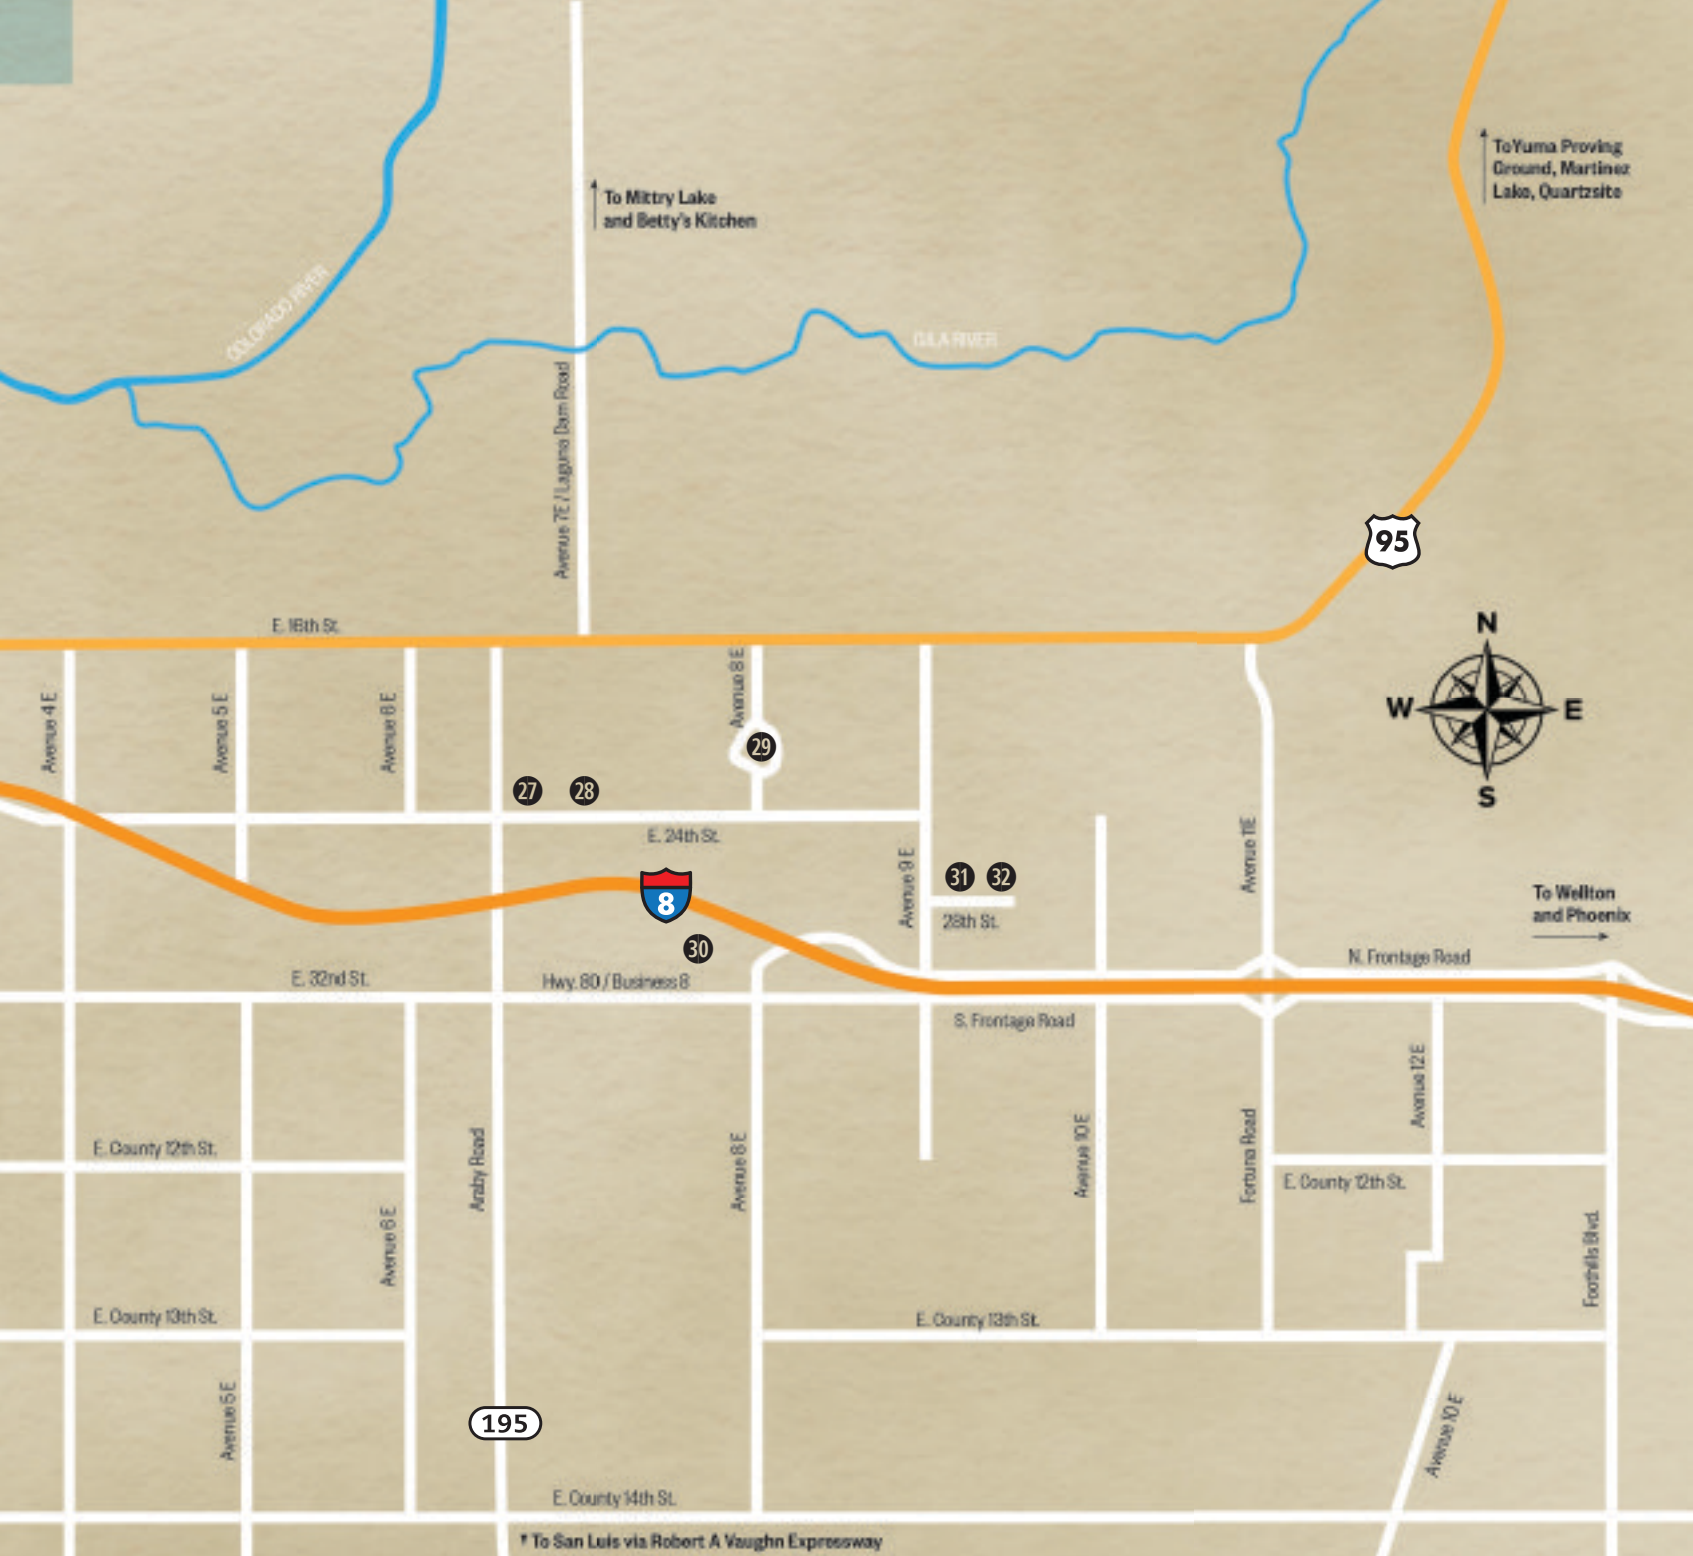 To Yuma Proving
Ground, Martinez
Lake, Quartzsite
To Mittry Lake
and Betty's Kitchen
COLORADO RIVER
GILA RIVER
Avenue 7E / Laguna Dam Road
95
E. 16th St.
N
W
E
S
Avenue 4 E
Avenue 5 E
Avenue 6 E
Avenue 8 E
29
27
28
E. 24th St.
Avenue 9 E
Avenue 11E
31
32
28th St.
8
30
To Wellton
and Phoenix
N. Frontage Road
E. 32nd St.
Hwy. 80 / Business 8
S. Frontage Road
Avenue 12 E
E. County 12th St.
Araby Road
Avenue 8 E
Avenue 10 E
Fortuna Road
E. County 12th St.
Avenue 6 E
Foothills Blvd.
E. County 13th St.
E. County 13th St.
Avenue 5 E
195
Avenue 10 E
E. County 14th St.
To San Luis via Robert A Vaughn Expressway